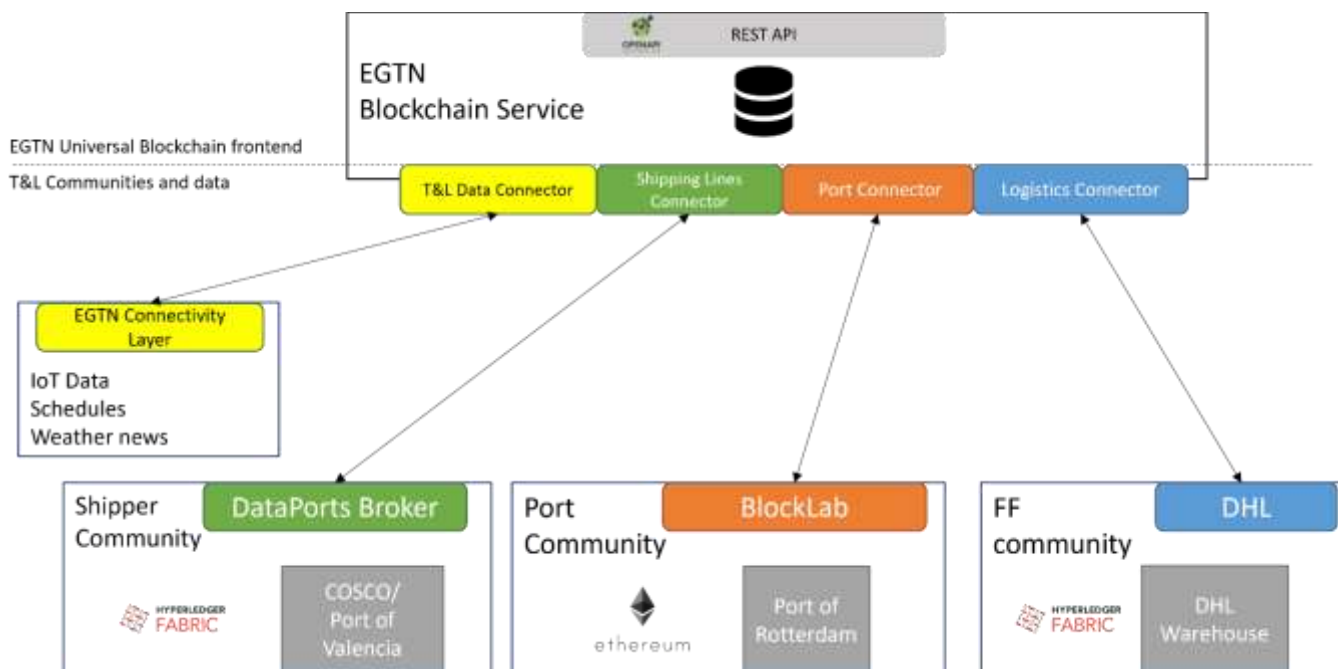 OPENAPI
REST API
EGTN
Blockchain Service
EGTN Universal Blockchain frontend
T&L Communities and data
T&L Data Connector
Shipping Lines
Connector
Port Connector
Logistics Connector
EGTN Connectivity
Layer
IoT Data
Schedules
Weather news
Shipper
Community
DataPorts Broker
HYPERLEDGER
FABRIC
COSCO/
Port of
Valencia
Port
Community
BlockLab
ethereum
Port of
Rotterdam
FF
community
DHL
HYPERLEDGER
FABRIC
DHL
Warehouse